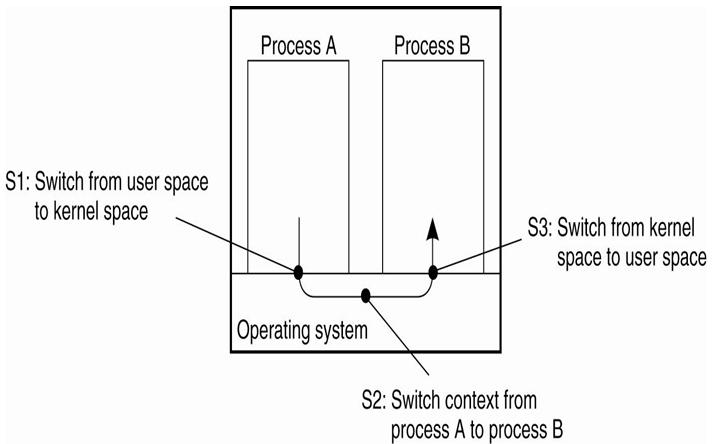 Process A
Process B
S1: Switch from user space
to kernel space
S3: Switch from kernel
space to user space
Operating system
S2: Switch context from
process A to process B